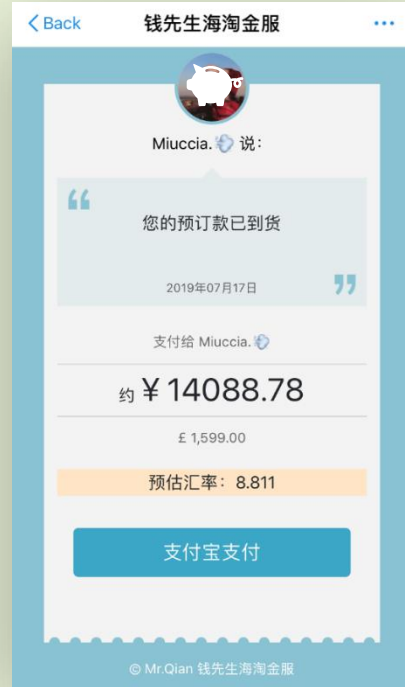 Back
钱先生海淘金服
Miuccia.💨 说：
您的预订款已到货
2019年07月17日
支付给 Miuccia.💨
约 ¥ 14088.78
£ 1,599.00
预估汇率：8.811
支付宝支付
© Mr.Qian 钱先生海淘金服